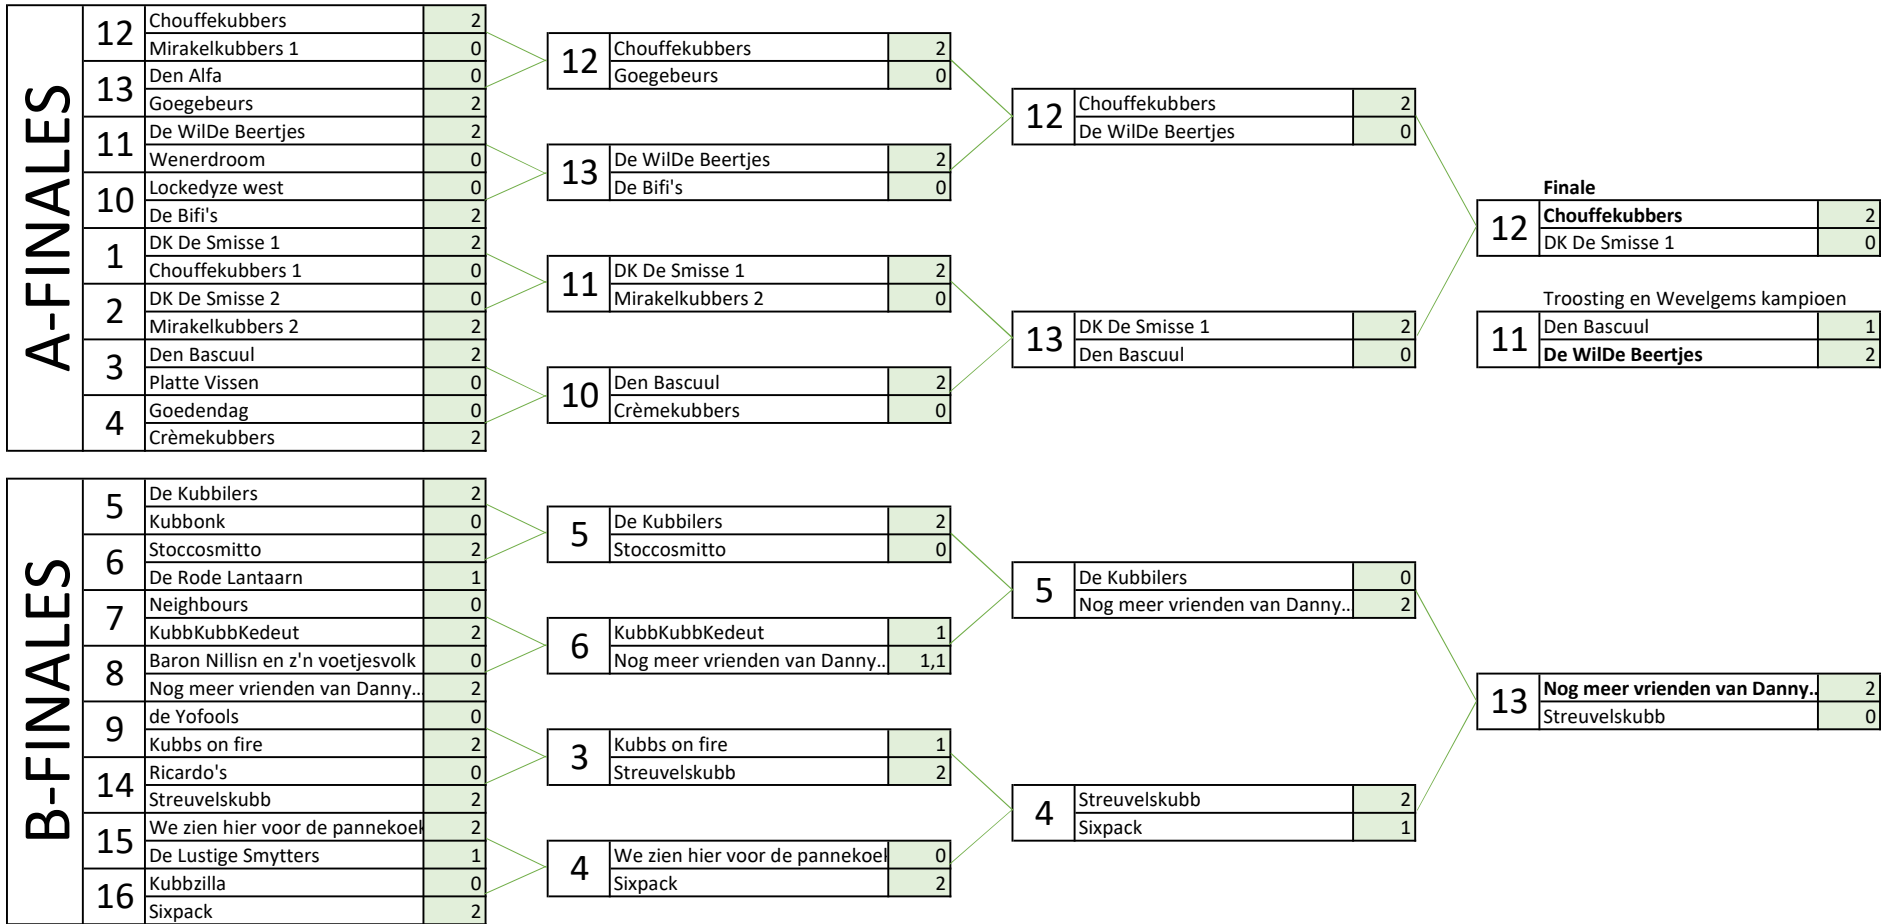 A-FINALES
12 Chouffekubbers 2
Mirakelkubbers 1 0
13 Den Alfa 0
Goegebeurs 2
11 De WilDe Beertjes 2
Wenerdroom 0
10 Lockedyze west 0
De Bifi's 2
1 DK De Smisse 1 2
Chouffekubbers 1 0
2 DK De Smisse 2 0
Mirakelkubbers 2 2
3 Den Bascuul 2
Platte Vissen 0
4 Goedendag 0
Crèmekubbers 2
12 Chouffekubbers 2
Goegebeurs 0
13 De WilDe Beertjes 2
De Bifi's 0
11 DK De Smisse 1 2
Mirakelkubbers 2 0
10 Den Bascuul 2
Crèmekubbers 0
12 Chouffekubbers 2
De WilDe Beertjes 0
13 DK De Smisse 1 2
Den Bascuul 0
Finale
12 Chouffekubbers 2
DK De Smisse 1 0
Troosting en Wevelgems kampioen
11 Den Bascuul 1
De WilDe Beertjes 2
B-FINALES
5 De Kubbilers 2
Kubbonk 0
6 Stoccosmitto 2
De Rode Lantaarn 1
7 Neighbours 0
KubbKubbKedeut 2
8 Baron Nillisn en z'n voetjesvolk 0
Nog meer vrienden van Danny... 2
9 de Yofools 0
Kubbs on fire 2
14 Ricardo's 0
Streuvelskubb 2
15 We zien hier voor de pannekoek 2
De Lustige Smytters 1
16 Kubbzilla 0
Sixpack 2
5 De Kubbilers 2
Stoccosmitto 0
6 KubbKubbKedeut 1
Nog meer vrienden van Danny.. 1,1
3 Kubbs on fire 1
Streuvelskubb 2
4 We zien hier voor de pannekoek 0
Sixpack 2
5 De Kubbilers 0
Nog meer vrienden van Danny.. 2
4 Streuvelskubb 2
Sixpack 1
13 Nog meer vrienden van Danny.. 2
Streuvelskubb 0